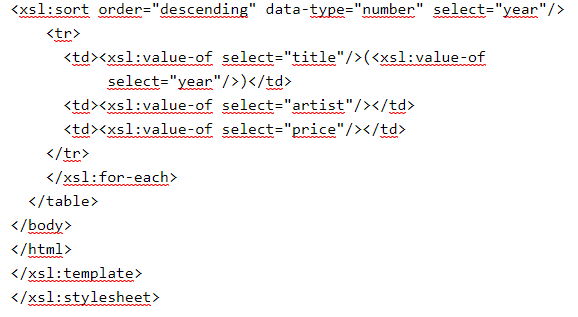 <xsl:sort order="descending" data-type="number" select="year"/>
<tr>
<td><xsl:value-of select="title"/>(<xsl:value-of
select="year"/>)</td>
<td><xsl:value-of select="artist"/></td>
<td><xsl:value-of select="price"/></td>
</tr>
</xsl:for-each>
</table>
</body>
</html>
</xsl:template>
</xsl:stylesheet>